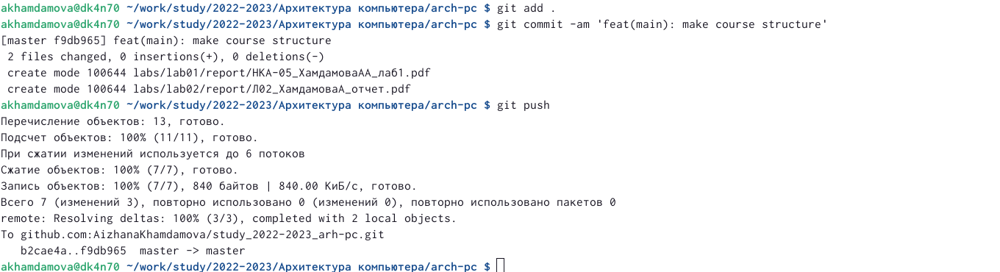 akhamdamova@dk4n70 ~/work/study/2022-2023/Архитектура компьютера/arch-pc $ git add .
akhamdamova@dk4n70 ~/work/study/2022-2023/Архитектура компьютера/arch-pc $ git commit -am 'feat(main): make course structure'
[master f9db965] feat(main): make course structure
 2 files changed, 0 insertions(+), 0 deletions(-)
 create mode 100644 labs/lab01/report/НКА-05_ХамдамоваАА_лаб1.pdf
 create mode 100644 labs/lab02/report/Л02_ХамдамоваА_отчет.pdf
akhamdamova@dk4n70 ~/work/study/2022-2023/Архитектура компьютера/arch-pc $ git push
Перечисление объектов: 13, готово.
Подсчет объектов: 100% (11/11), готово.
При сжатии изменений используется до 6 потоков
Сжатие объектов: 100% (7/7), готово.
Запись объектов: 100% (7/7), 840 байтов | 840.00 КиБ/с, готово.
Всего 7 (изменений 3), повторно использовано 0 (изменений 0), повторно использовано пакетов 0
remote: Resolving deltas: 100% (3/3), completed with 2 local objects.
To github.com:AizhanaKhamdamova/study_2022-2023_arh-pc.git
   b2cae4a..f9db965  master -> master
akhamdamova@dk4n70 ~/work/study/2022-2023/Архитектура компьютера/arch-pc $